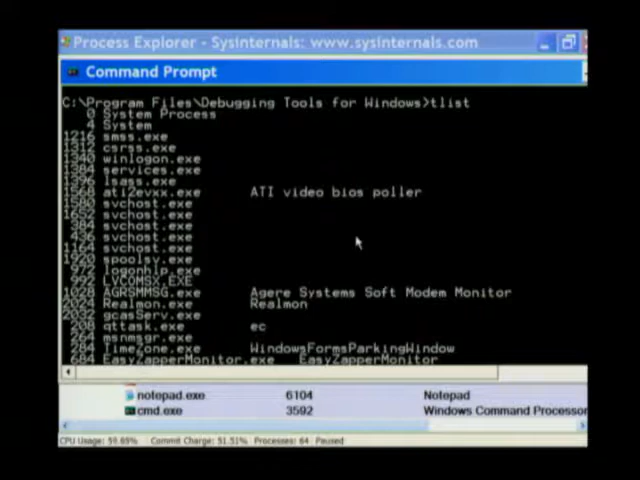 Process Explorer - Sysinternals: www.sysinternals.com
Command Prompt
C:\Program Files\Debugging Tools for Windows>tlist
0 System Process
4 System
1216 smss.exe
1312 csrss.exe
1340 winlogon.exe
1384 services.exe
1396 lsass.exe
1568 ati2evxx.exe ATI video bios poller
1580 svchost.exe
1652 svchost.exe
384 svchost.exe
436 svchost.exe
1164 svchost.exe
1920 spoolsv.exe
972 logonhlp.exe
992 LVCOMSX.EXE
1028 AGRSMMSG.exe Agere Systems Soft Modem Monitor
2024 Realmon.exe Realmon
2032 gcasServ.exe
208 qttask.exe ec
264 msnmsgr.exe
284 TimeZone.exe WindowsFormsParkingWindow
684 EasyZapperMonitor.exe EasyZapperMonitor
notepad.exe 6104 Notepad
cmd.exe 3592 Windows Command Processor
CPU Usage: 59.69% Commit Charge: 51.51% Processes: 64 Paused